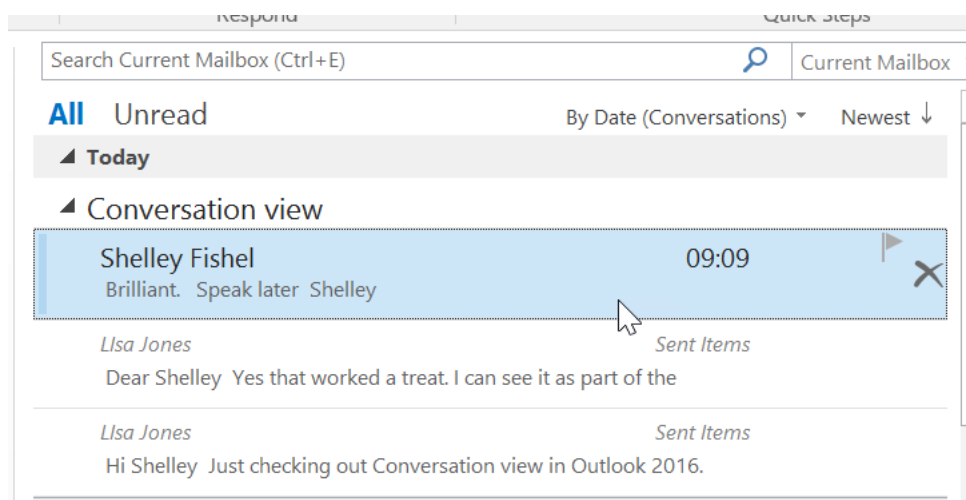 Respond Quick Steps
Search Current Mailbox (Ctrl+E) Current Mailbox
All Unread By Date (Conversations) Newest
Today
Conversation view
Shelley Fishel 09:09
Brilliant. Speak later Shelley
LIsa Jones Sent Items
Dear Shelley Yes that worked a treat. I can see it as part of the
LIsa Jones Sent Items
Hi Shelley Just checking out Conversation view in Outlook 2016.